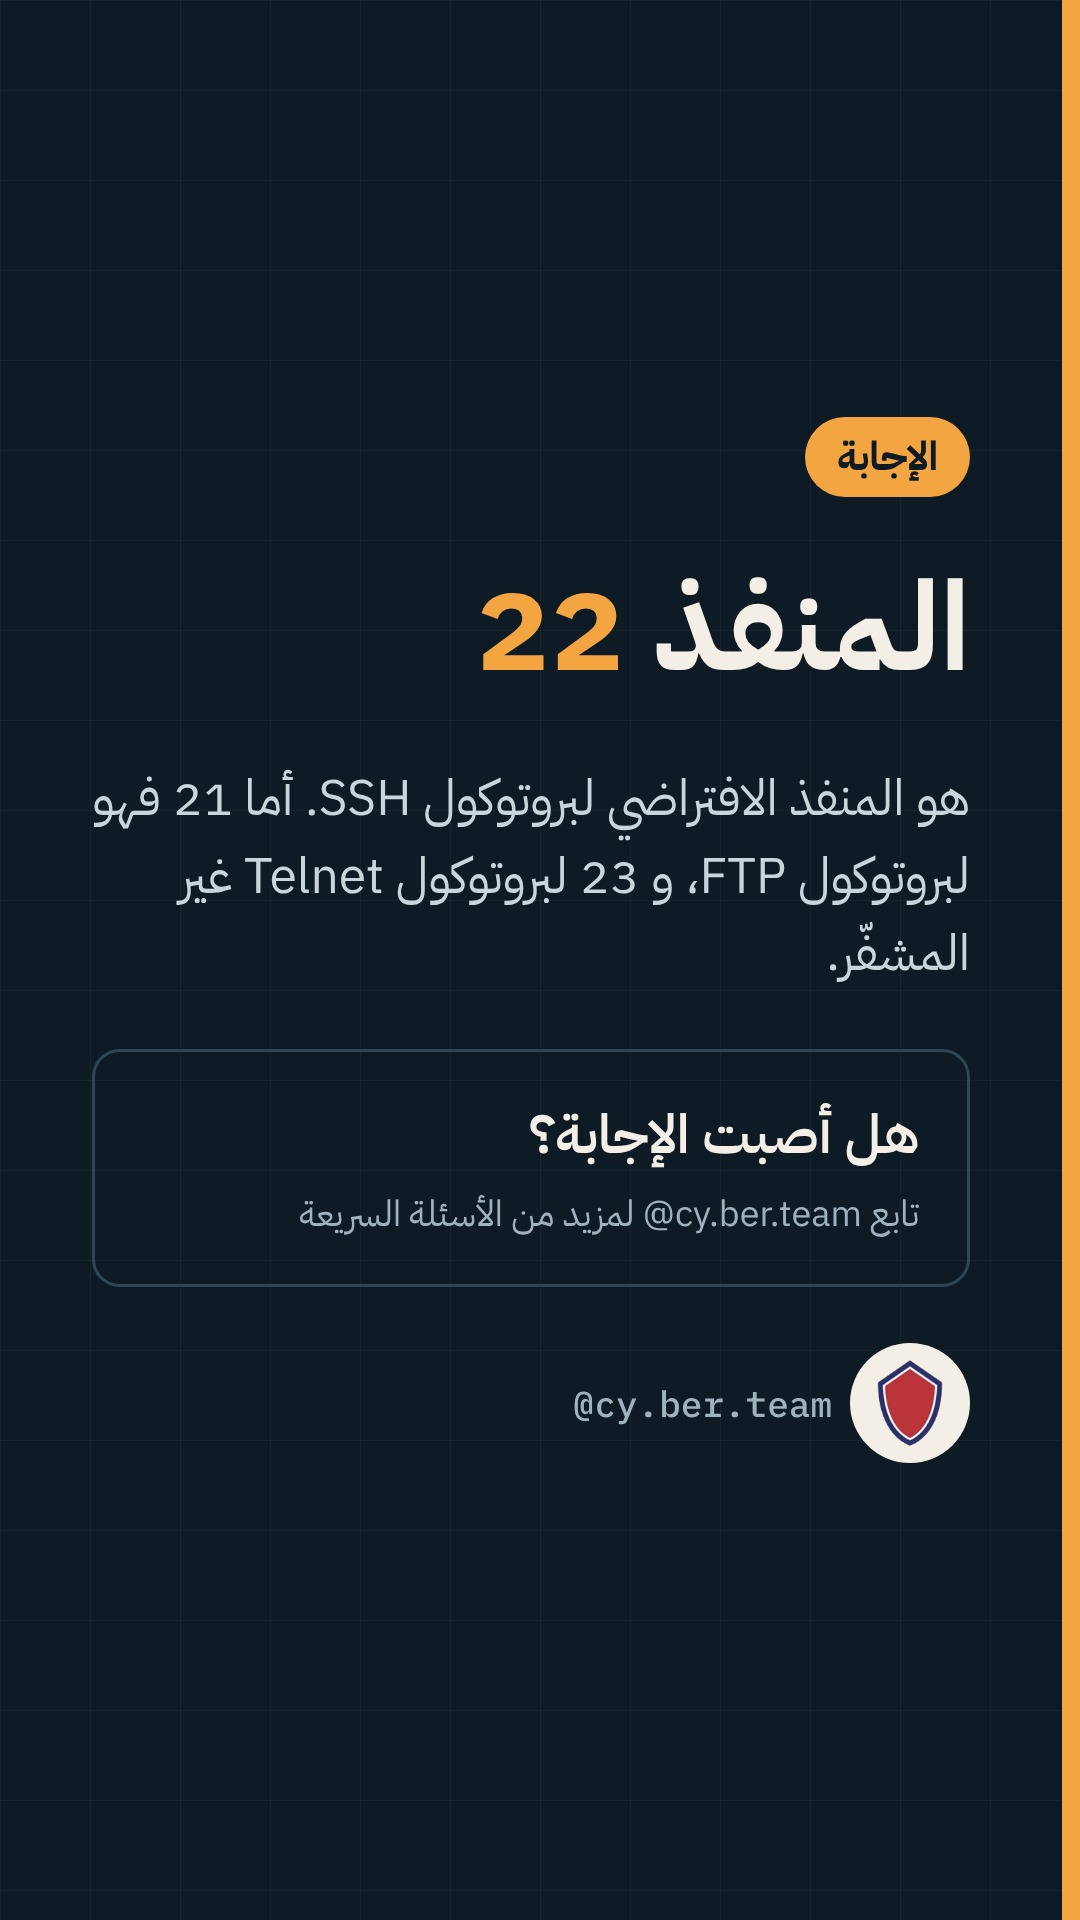 الإجابة
المنفذ 22
هو المنفذ الافتراضي لبروتوكول SSH. أما 21 فهو
لبروتوكول FTP، و 23 لبروتوكول Telnet غير
المشفّر.
هل أصبت الإجابة؟
تابع @cy.ber.team لمزيد من الأسئلة السريعة
@cy.ber.team